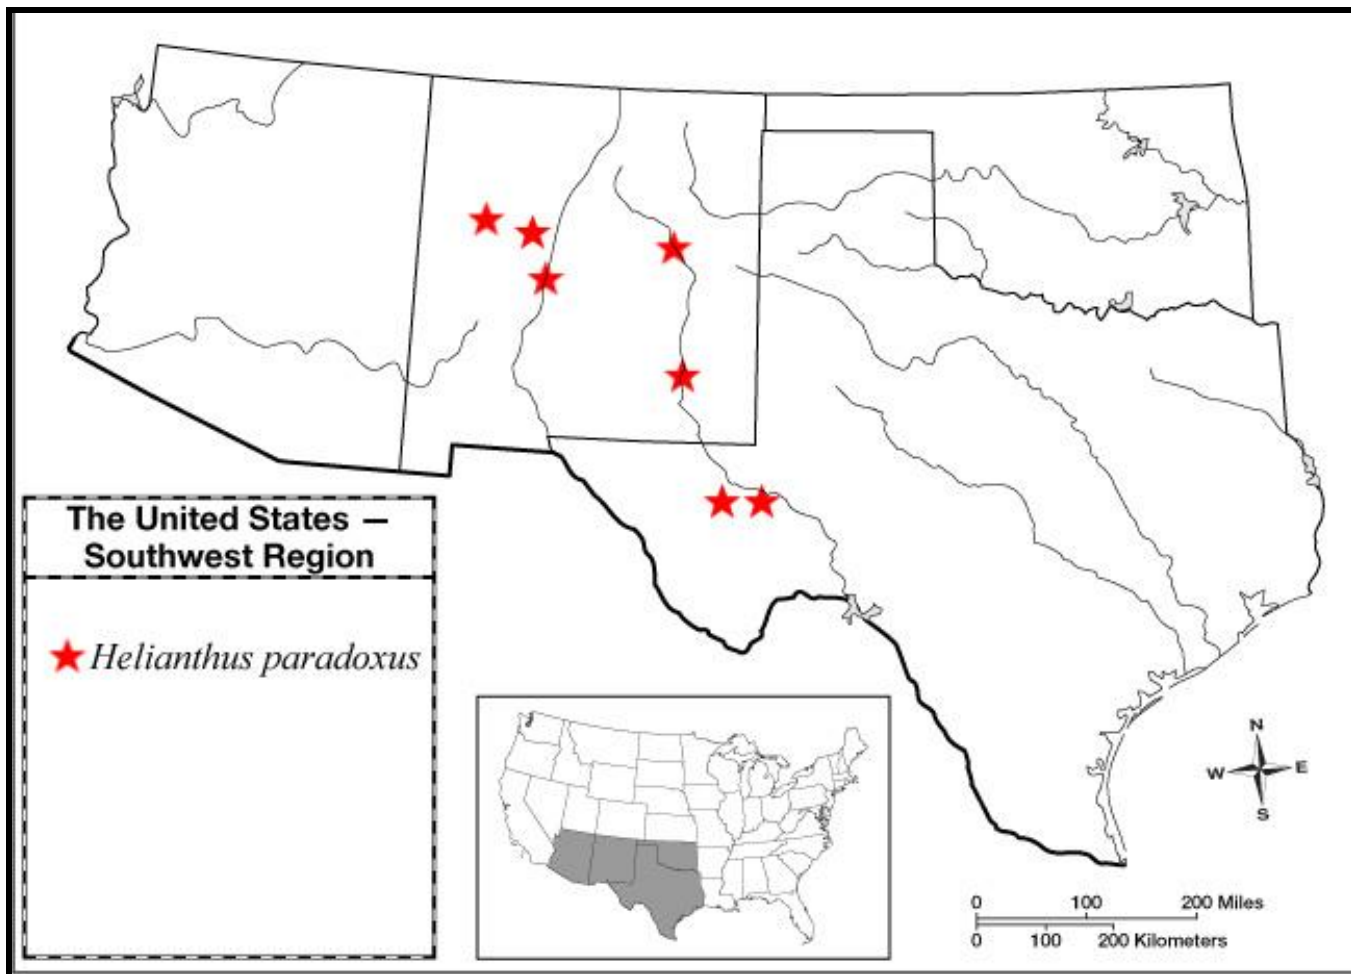 The United States —
Southwest Region
Helianthus paradoxus
N
W E
S
0 100 200 Miles
0 100 200 Kilometers